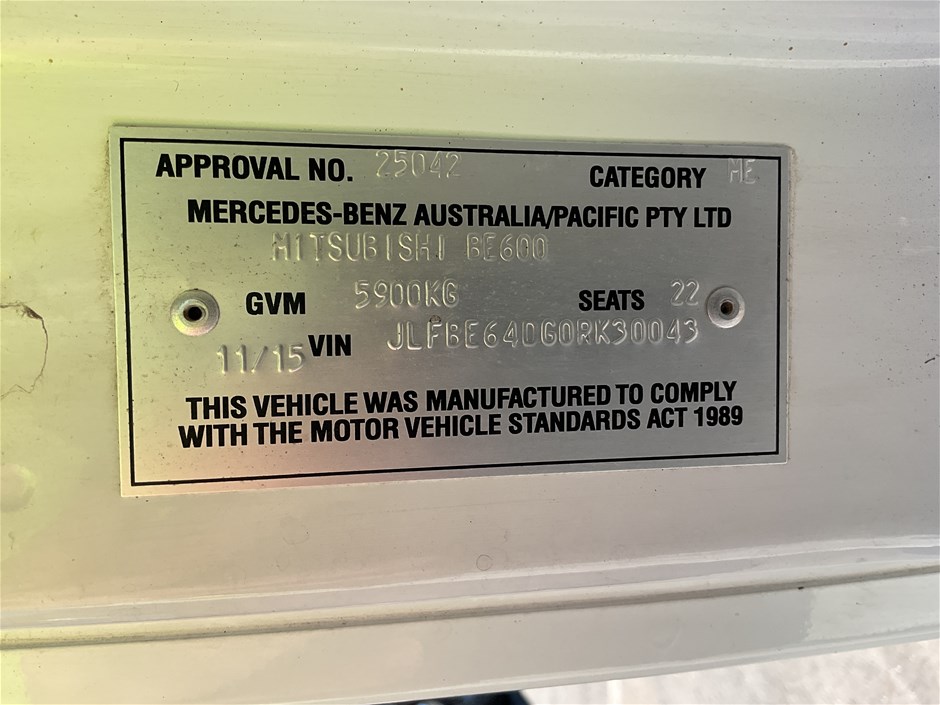 APPROVAL NO. 25042 CATEGORY ME
MERCEDES-BENZ AUSTRALIA/PACIFIC PTY LTD
MITSUBISHI BE600
GVM 5900KG SEATS 22
11/15 VIN JLFBE64DG0RK30043
THIS VEHICLE WAS MANUFACTURED TO COMPLY
WITH THE MOTOR VEHICLE STANDARDS ACT 1989